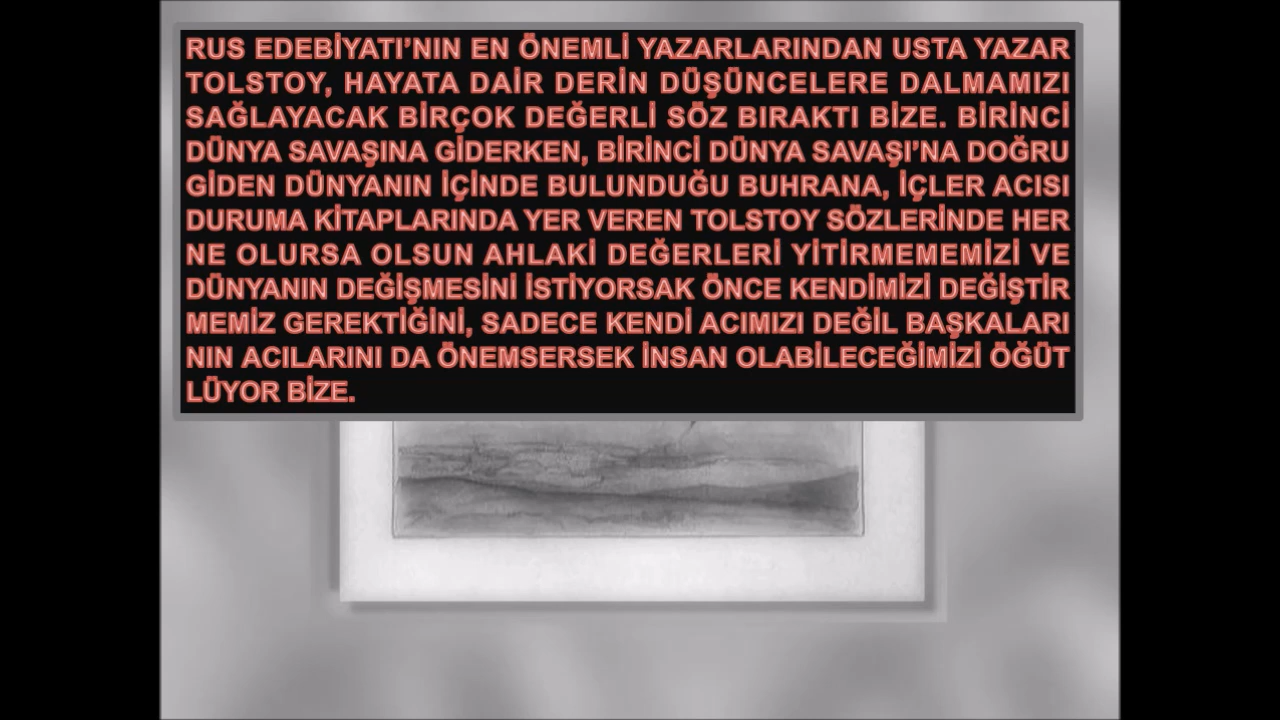 RUS EDEBİYATI’NIN EN ÖNEMLİ YAZARLARINDAN USTA YAZAR
TOLSTOY, HAYATA DAİR DERİN DÜŞÜNCELERE DALMAMIZI
SAĞLAYACAK BİRÇOK DEĞERLİ SÖZ BIRAKTI BİZE. BİRİNCİ
DÜNYA SAVAŞINA GİDERKEN, BİRİNCİ DÜNYA SAVAŞI’NA DOĞRU
GİDEN DÜNYANIN İÇİNDE BULUNDUĞU BUHRANA, İÇLER ACISI
DURUMA KİTAPLARINDA YER VEREN TOLSTOY SÖZLERİNDE HER
NE OLURSA OLSUN AHLAKİ DEĞERLERİ YİTİRMEMEMİZİ VE
DÜNYANIN DEĞİŞMESİNİ İSTİYORSAK ÖNCE KENDİMİZİ DEĞİŞTİR
MEMİZ GEREKTİĞİNİ, SADECE KENDİ ACIMIZI DEĞİL BAŞKALARI
NIN ACILARINI DA ÖNEMSERSEK İNSAN OLABİLECEĞİMİZİ ÖĞÜT
LÜYOR BİZE.